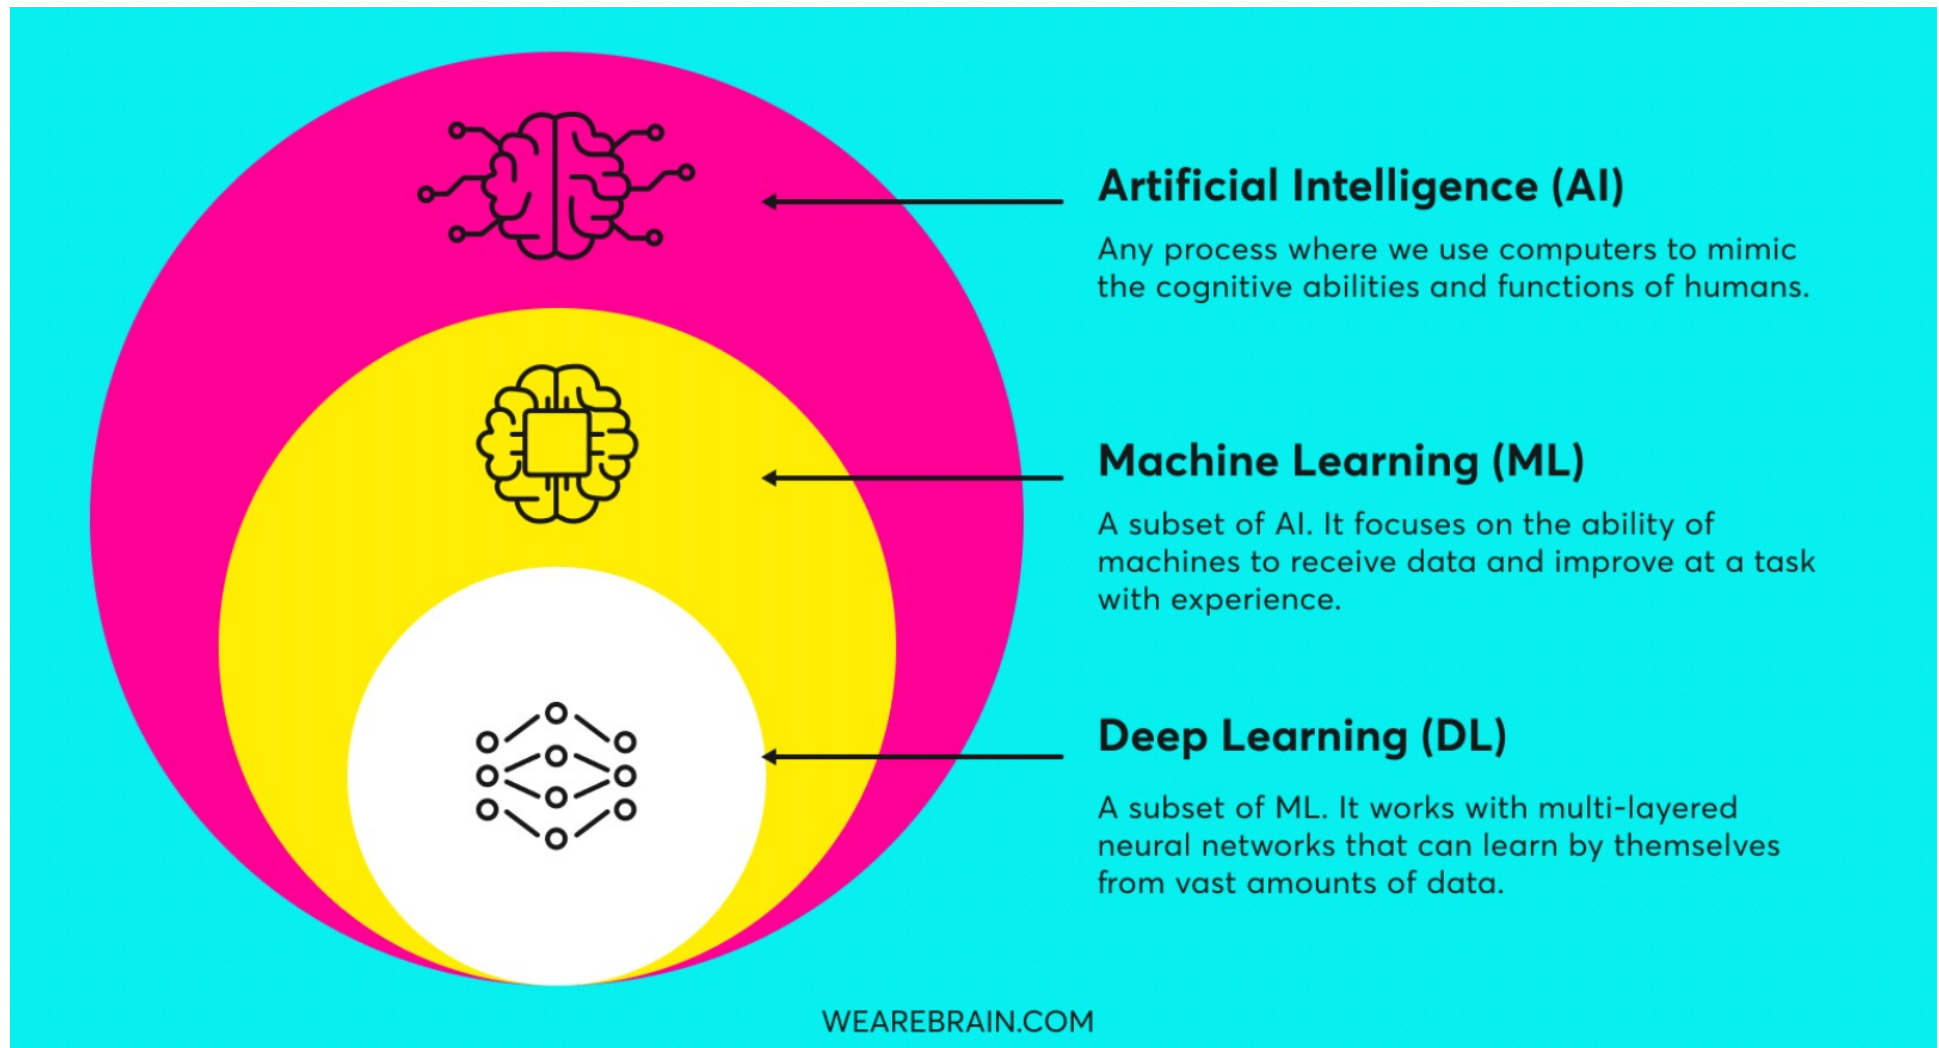 Artificial Intelligence (AI)
Any process where we use computers to mimic
the cognitive abilities and functions of humans.
Machine Learning (ML)
A subset of AI. It focuses on the ability of
machines to receive data and improve at a task
with experience.
Deep Learning (DL)
A subset of ML. It works with multi-layered
neural networks that can learn by themselves
from vast amounts of data.
WEAREBRAIN.COM